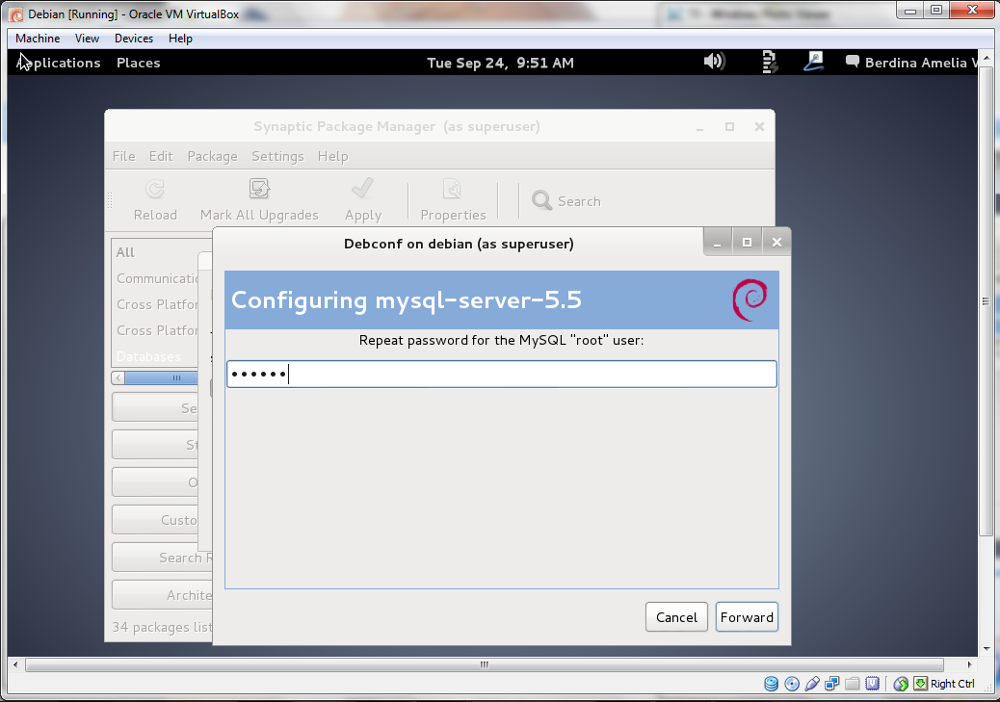 Debian [Running] - Oracle VM VirtualBox
Machine View Devices Help
Applications Places Tue Sep 24, 9:51 AM Berdina Amelia
Synaptic Package Manager (as superuser)
File Edit Package Settings Help
Reload Mark All Upgrades Apply Properties Search
Debconf on debian (as superuser)
All
Communicatio
Cross Platfor
Cross Platfor
Databases
Configuring mysql-server-5.5
Repeat password for the MySQL "root" user:
••••••
Se
St
O
Custo
Search R
Archite
34 packages list
Cancel Forward
Right Ctrl